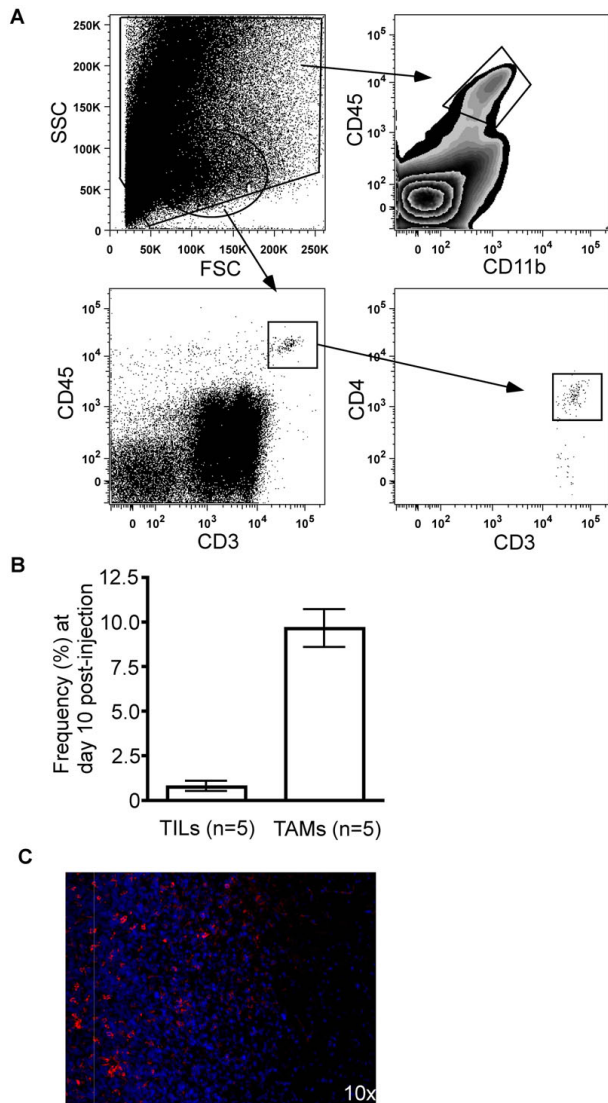 A
250K
200K
150K
100K
50K
0
SSC
0 50K 100K 150K 200K 250K
FSC
10^5
10^4
10^3
10^2
0
CD45
0 10^2 10^3 10^4 10^5
CD11b
10^5
10^4
10^3
10^2
0
CD45
0 10^2 10^3 10^4 10^5
CD3
10^5
10^4
10^3
10^2
0
CD4
0 10^2 10^3 10^4 10^5
CD3
B
12.5
10.0
7.5
5.0
2.5
0
Frequency (%) at
day 10 post-injection
TILs (n=5) TAMs (n=5)
C
10x